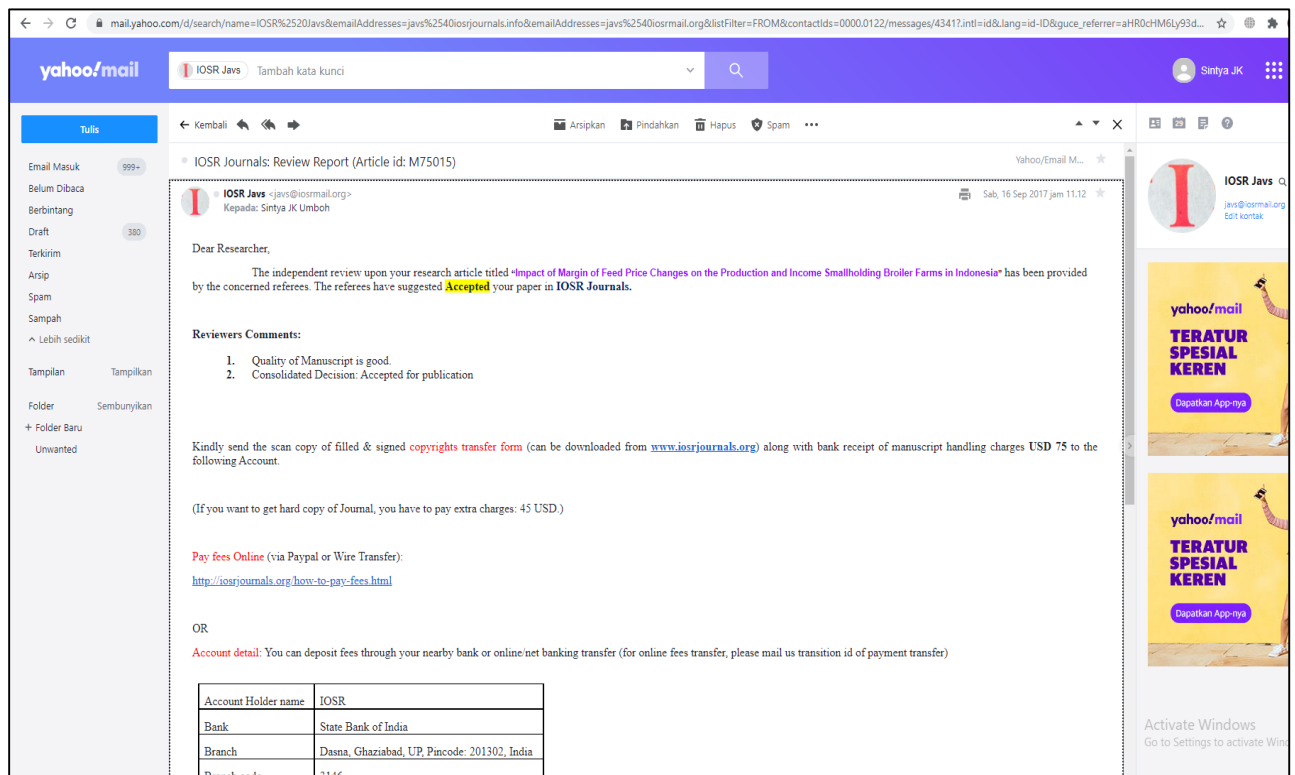 mail.yahoo.com/d/search/name=IOSR%2520Javs&emailAddresses=javs%2540iosrjournals.info&emailAddresses=javs%2540iosrmail.org&listFilter=FROM&contactIds=0000.0122/messages/4341?.intl=id&.lang=id-ID&guce_referrer=aHR0cHM6Ly93d...
yahoo!mail
IOSR Javs Tambah kata kunci
Sintya JK
Tulis
Kembali Arsipkan Pindahkan Hapus Spam
Email Masuk 999+
Belum Dibaca
Berbintang
Draft 380
Terkirim
Arsip
Spam
Sampah
Lebih sedikit
Tampilan Tampilkan
Folder Sembunyikan
+ Folder Baru
Unwanted
IOSR Journals: Review Report (Article id: M75015) Yahoo/Email M...
IOSR Javs <javs@iosrmail.org> Sab, 16 Sep 2017 jam 11.12
Kepada: Sintya JK Umboh
Dear Researcher,
The independent review upon your research article titled “Impact of Margin of Feed Price Changes on the Production and Income Smallholding Broiler Farms in Indonesia” has been provided
by the concerned referees. The referees have suggested Accepted your paper in IOSR Journals.
Reviewers Comments:
1. Quality of Manuscript is good.
2. Consolidated Decision: Accepted for publication
Kindly send the scan copy of filled & signed copyrights transfer form (can be downloaded from www.iosrjournals.org) along with bank receipt of manuscript handling charges USD 75 to the
following Account.
(If you want to get hard copy of Journal, you have to pay extra charges: 45 USD.)
Pay fees Online (via Paypal or Wire Transfer):
http://iosrjournals.org/how-to-pay-fees.html
OR
Account detail: You can deposit fees through your nearby bank or online/net banking transfer (for online fees transfer, please mail us transition id of payment transfer)
Account Holder name IOSR
Bank State Bank of India
Branch Dasna, Ghaziabad, UP, Pincode: 201302, India
29
IOSR Javs
javs@iosrmail.org
Edit kontak
yahoo!mail
TERATUR
SPESIAL
KEREN
Dapatkan App-nya
yahoo!mail
TERATUR
SPESIAL
KEREN
Dapatkan App-nya
Activate Windows
Go to Settings to activate Wind